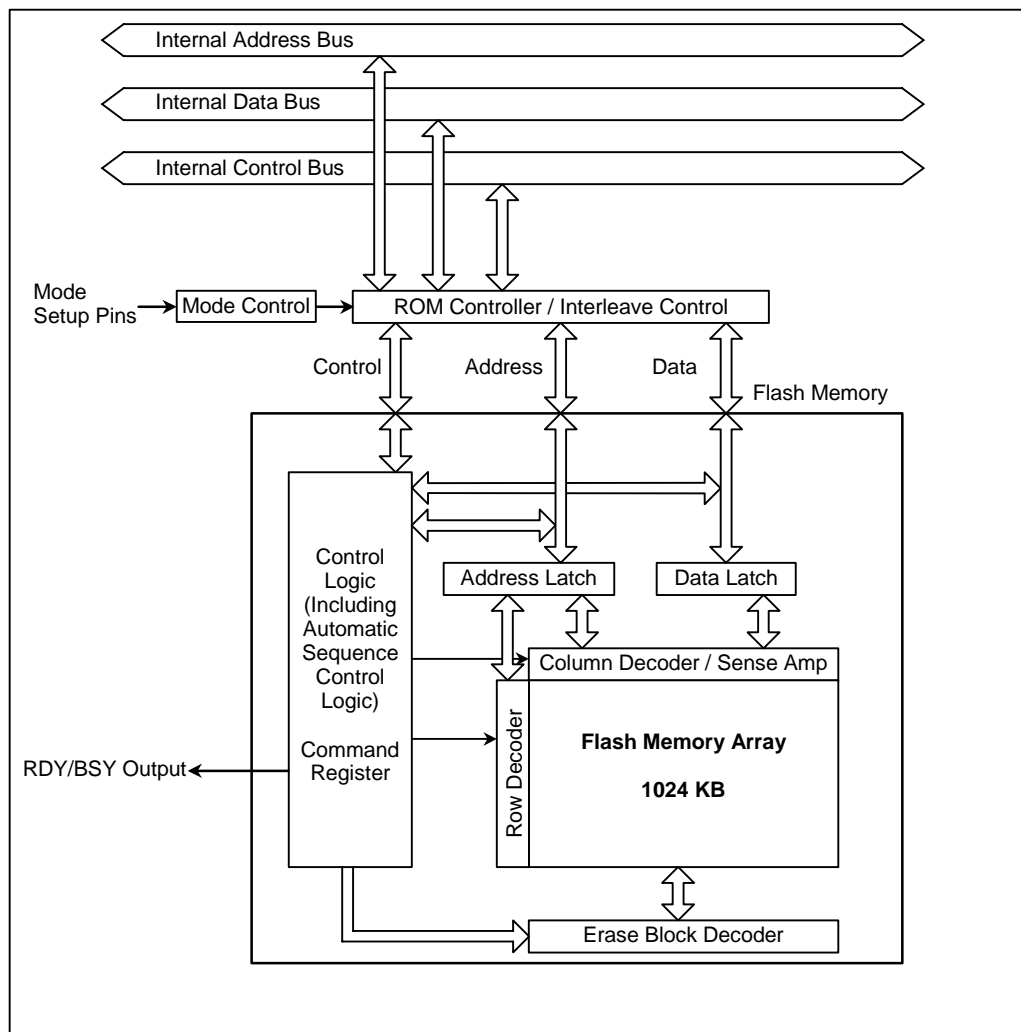 Internal Address Bus
Internal Data Bus
Internal Control Bus
Mode
Setup Pins
Mode Control
ROM Controller / Interleave Control
Control
Address
Data
Flash Memory
Control
Logic
(Including
Automatic
Sequence
Control
Logic)
Command
Register
Address Latch
Data Latch
Column Decoder / Sense Amp
Row Decoder
Flash Memory Array
1024 KB
RDY/BSY Output
Erase Block Decoder